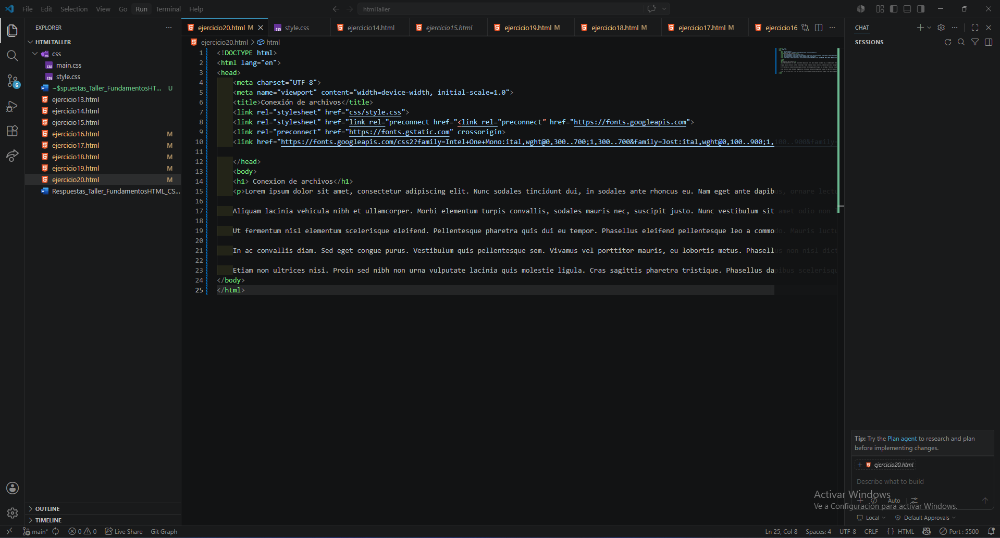 File Edit Selection View Go Run Terminal Help
htmlTaller
EXPLORER
HTMLTALLER
css
main.css
style.css
~$spuestas_Taller_FundamentosHT... U
ejercicio13.html
ejercicio14.html
ejercicio15.html
ejercicio16.html M
ejercicio17.html M
ejercicio18.html M
ejercicio19.html M
ejercicio20.html M
Respuestas_Taller_FundamentosHTML_CS...
OUTLINE
TIMELINE
ejercicio20.html M style.css ejercicio14.html ejercicio15.html ejercicio19.html M ejercicio18.html M ejercicio17.html M ejercicio16
ejercicio20.html > html
1 <!DOCTYPE html>
2 <html lang="en">
3 <head>
4 <meta charset="UTF-8">
5 <meta name="viewport" content="width=device-width, initial-scale=1.0">
6 <title>Conexión de archivos</title>
7 <link rel="stylesheet" href="css/style.css">
8 <link rel="stylesheet" href="link rel="preconnect href="<link rel="preconnect” href="https://fonts.googleapis.com">
9 <link rel="preconnect" href="https://fonts.gstatic.com" crossorigin>
10 <link href="https://fonts.googleapis.com/css2?family=Intel+One+Mono:ital,wght@0,300..700;1,300..700&family=Jost:ital,wght@0,100..900;1,100..900&family=
11
12 </head>
13 <body>
14 <h1> Conexion de archivos</h1>
15 <p>Lorem ipsum dolor sit amet, consectetur adipiscing elit. Nunc sodales tincidunt dui, in sodales ante rhoncus eu. Nam eget ante dapibus, ornare lectu
16
17 Aliquam lacinia vehicula nibh et ullamcorper. Morbi elementum turpis convallis, sodales mauris nec, suscipit justo. Nunc vestibulum sit amet odio non
18
19 Ut fermentum nisl elementum scelerisque eleifend. Pellentesque pharetra quis dui eu tempor. Phasellus eleifend pellentesque leo a commodo. Mauris luctu
20
21 In ac convallis diam. Sed eget congue purus. Vestibulum quis pellentesque sem. Vivamus vel porttitor mauris, eu lobortis metus. Phasellus non nisl dict
22
23 Etiam non ultrices nisi. Proin sed nibh non urna vulputate lacinia quis molestie ligula. Cras sagittis pharetra tristique. Phasellus dapibus scelerisqu
24 </body>
25 </html>
CHAT
SESSIONS
Tip: Try the Plan agent to research and plan
before implementing changes.
ejercicio20.html
Describe what to build
Auto
Activar Windows
Ve a Configuración para activar Windows.
Local Default Approvals
6
main* 0 0 Live Share Git Graph
Ln 25, Col 8 Spaces: 4 UTF-8 CRLF { } HTML Port : 5500